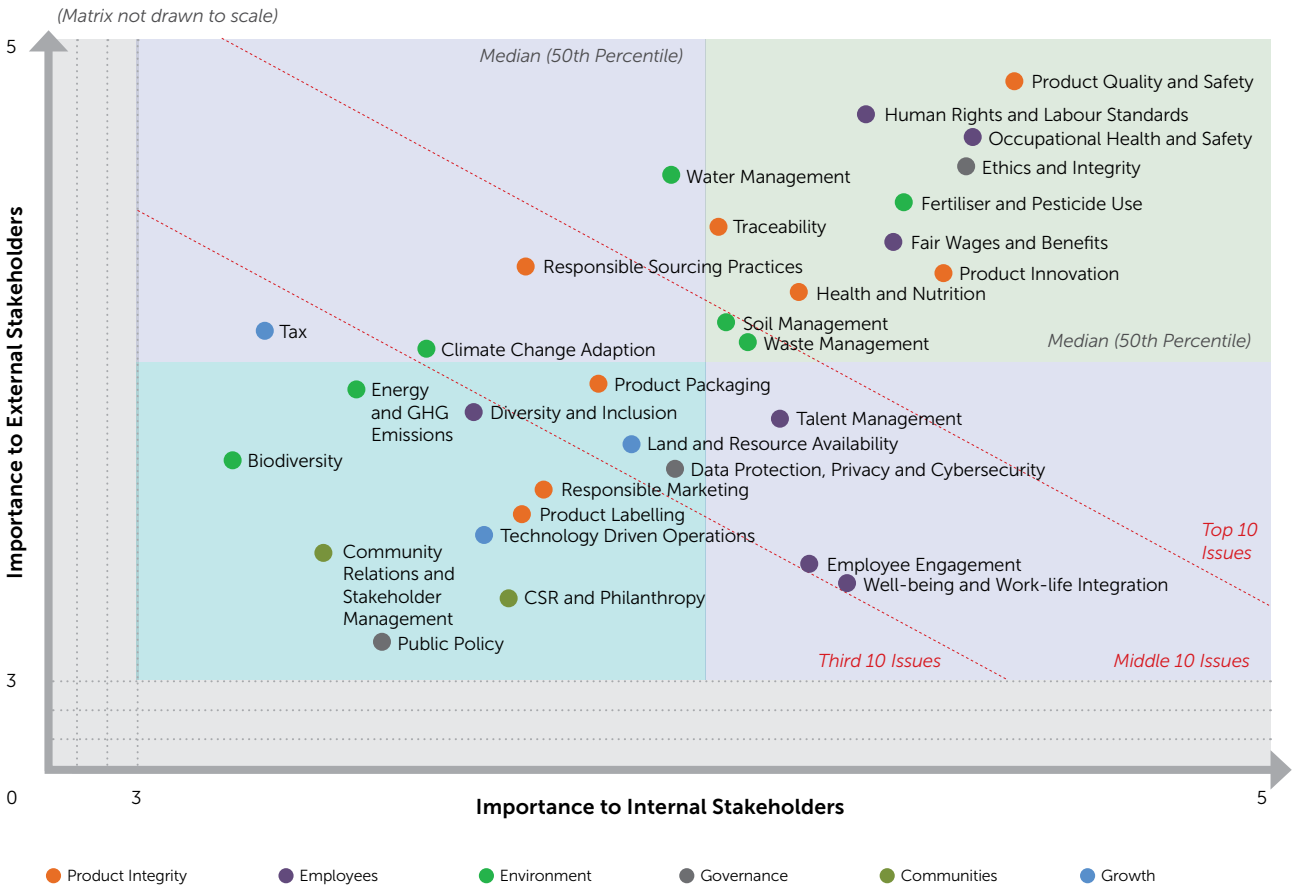 (Matrix not drawn to scale)
5
Median (50th Percentile)
Product Quality and Safety
Human Rights and Labour Standards
Occupational Health and Safety
Ethics and Integrity
Water Management
Fertiliser and Pesticide Use
Traceability
Fair Wages and Benefits
Responsible Sourcing Practices
Product Innovation
Health and Nutrition
Soil Management
Tax
Waste Management
Median (50th Percentile)
Climate Change Adaption
Product Packaging
Energy
and GHG
Emissions
Diversity and Inclusion
Talent Management
Land and Resource Availability
Biodiversity
Data Protection, Privacy and Cybersecurity
Responsible Marketing
Product Labelling
Technology Driven Operations
Top 10
Issues
Community
Relations and
Stakeholder
Management
Employee Engagement
Well-being and Work-life Integration
CSR and Philanthropy
Public Policy
Third 10 Issues
Middle 10 Issues
Importance to External Stakeholders
3
0
3
Importance to Internal Stakeholders
5
Product Integrity
Employees
Environment
Governance
Communities
Growth